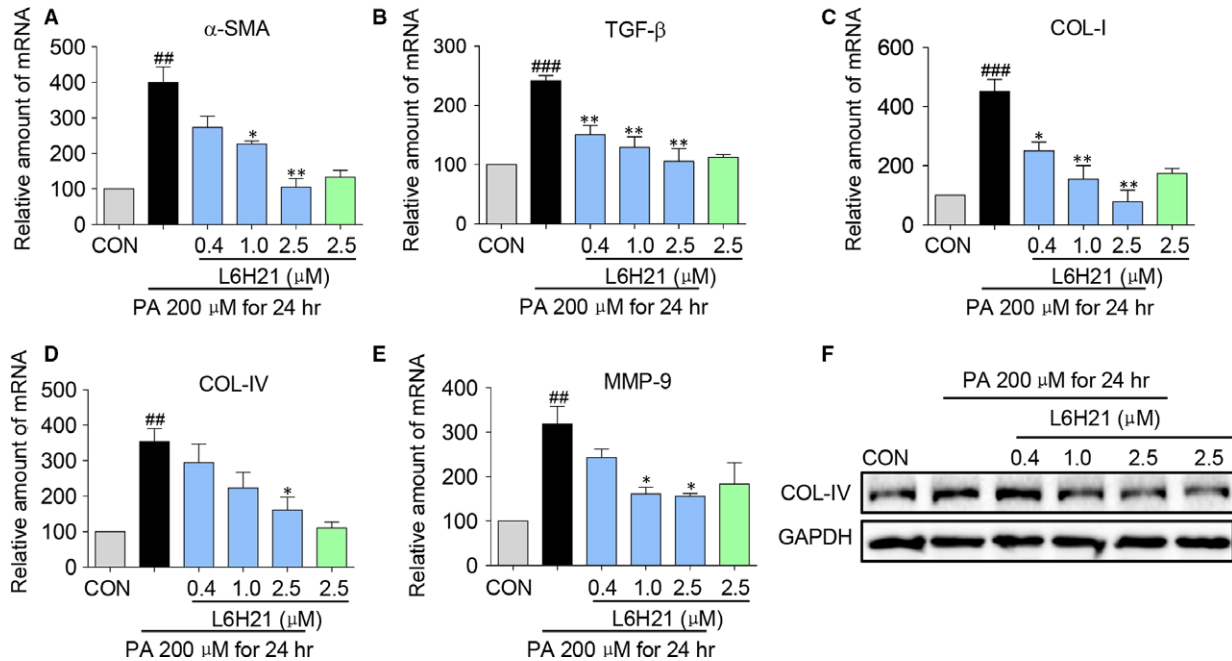 A
α-SMA
Relative amount of mRNA
500
400
300
200
100
0
##
*
**
CON
0.4 1.0 2.5 2.5
L6H21 (μM)
PA 200 μM for 24 hr
B
TGF-β
Relative amount of mRNA
300
200
100
0
###
** ** **
CON
0.4 1.0 2.5 2.5
L6H21 (μM)
PA 200 μM for 24 hr
C
COL-I
Relative amount of mRNA
600
400
200
0
###
*
**
**
CON
0.4 1.0 2.5 2.5
L6H21 (μM)
PA 200 μM for 24 hr
D
COL-IV
Relative amount of mRNA
500
400
300
200
100
0
##
*
CON
0.4 1.0 2.5 2.5
L6H21 (μM)
PA 200 μM for 24 hr
E
MMP-9
Relative amount of mRNA
400
300
200
100
0
##
* *
CON
0.4 1.0 2.5 2.5
L6H21 (μM)
PA 200 μM for 24 hr
F
PA 200 μM for 24 hr
L6H21 (μM)
CON 0.4 1.0 2.5 2.5
COL-IV
GAPDH